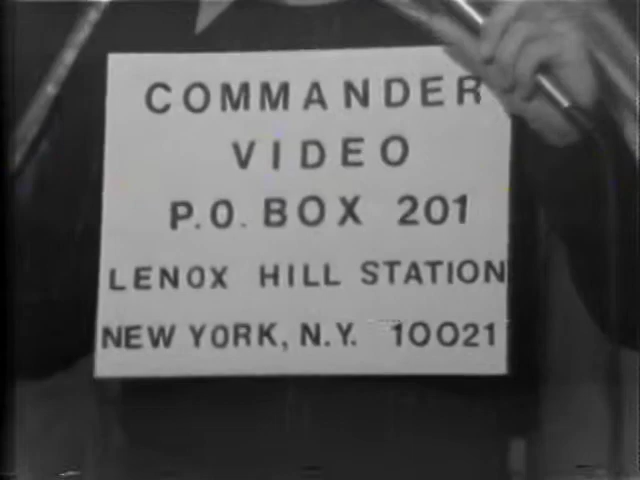 COMMANDER
VIDEO
P.O. BOX 201
LENOX HILL STATION
NEW YORK, N.Y. 10021